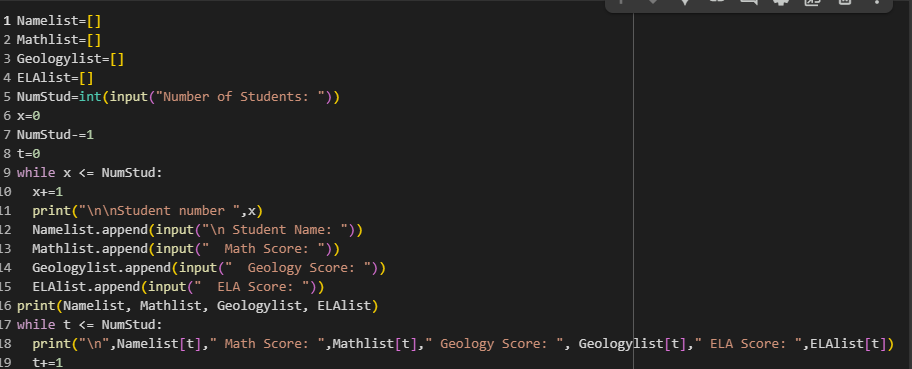 1 Namelist=[]
2 Mathlist=[]
3 Geologylist=[]
4 ELAlist=[]
5 NumStud=int(input("Number of Students: "))
6 x=0
7 NumStud-=1
8 t=0
9 while x <= NumStud:
10   x+=1
11   print("\n\nStudent number ",x)
12   Namelist.append(input("\n Student Name: "))
13   Mathlist.append(input("  Math Score: "))
14   Geologylist.append(input("  Geology Score: "))
15   ELAlist.append(input("  ELA Score: "))
16 print(Namelist, Mathlist, Geologylist, ELAlist)
17 while t <= NumStud:
18   print("\n",Namelist[t]," Math Score: ",Mathlist[t]," Geology Score: ", Geologylist[t]," ELA Score: ",ELAlist[t])
19   t+=1